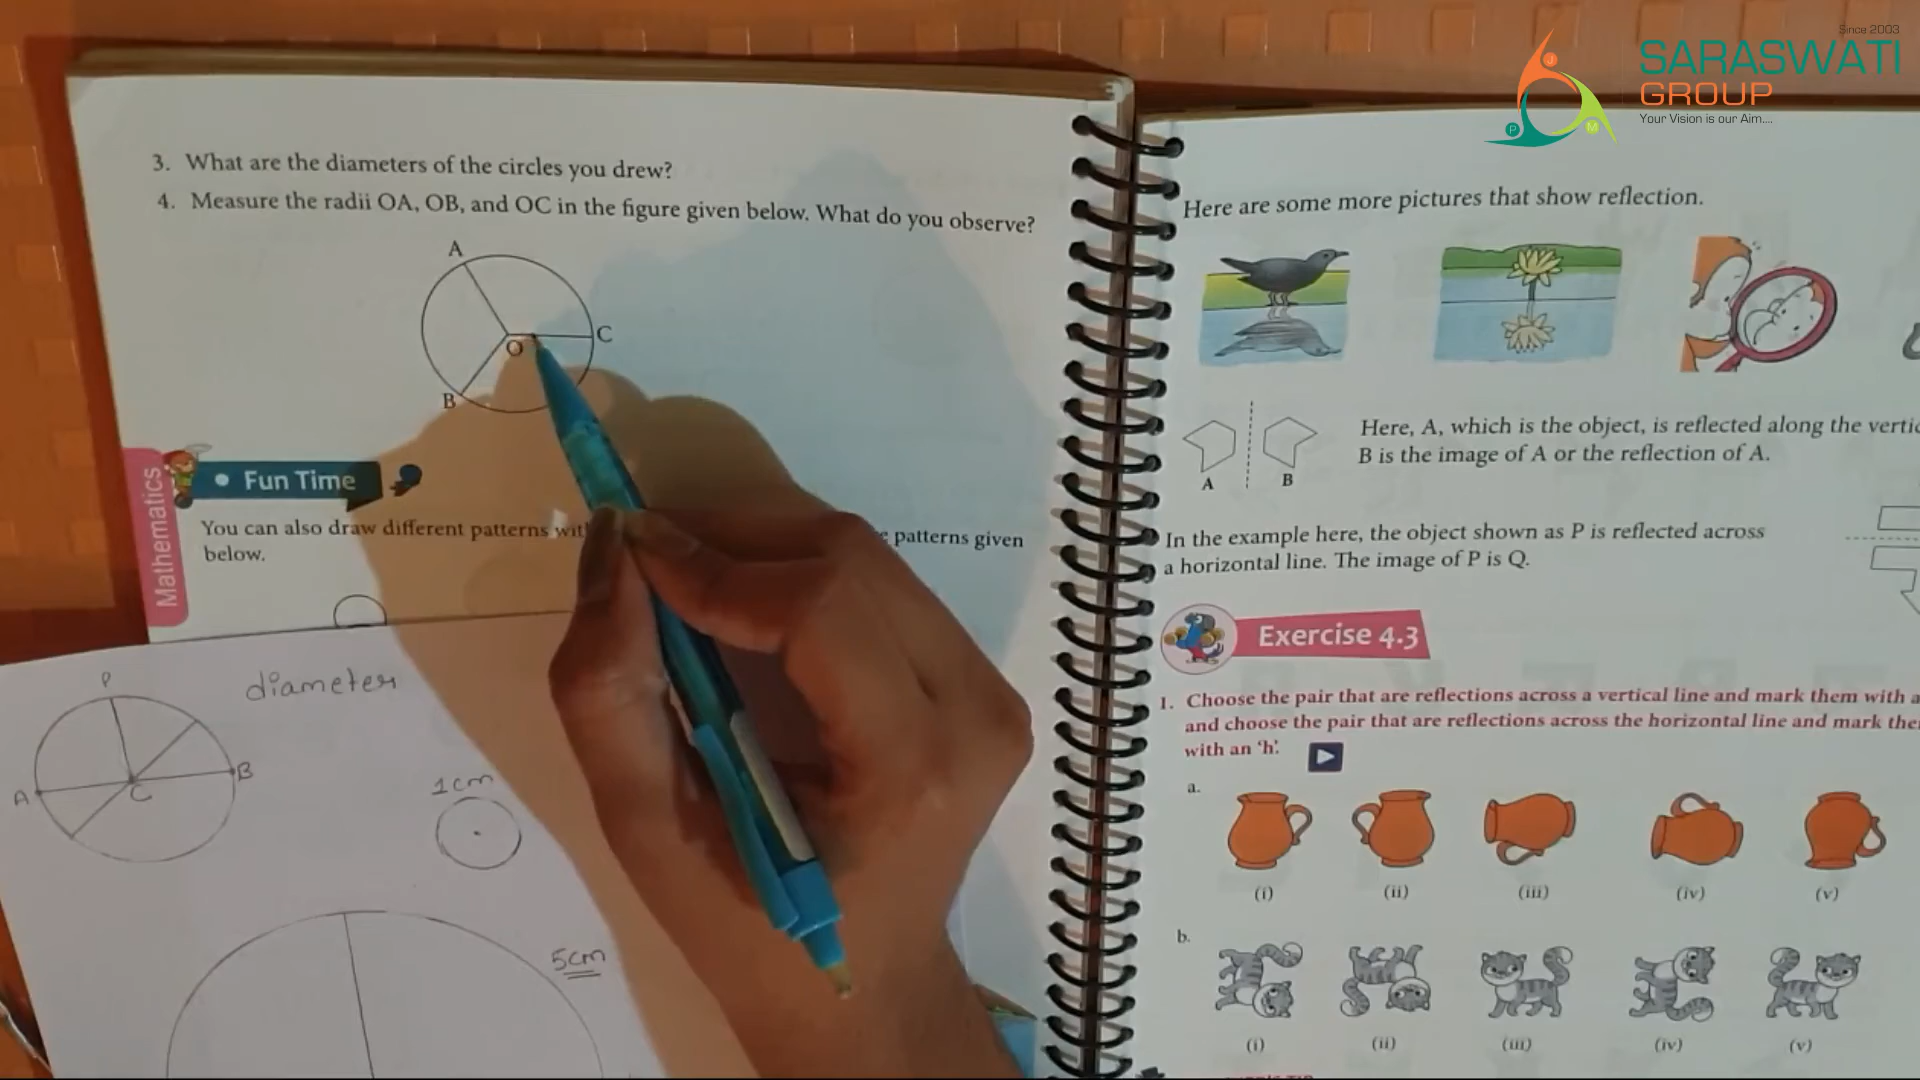 Since 2003
SARASWATI
GROUP
Your Vision is our Aim....
J
P
M
3. What are the diameters of the circles you drew?
4. Measure the radii OA, OB, and OC in the figure given below. What do you observe?
A
C
O
B
Mathematics
• Fun Time
You can also draw different patterns patterns given
below.
P
diameter
A
C
B
1cm
5cm
Here are some more pictures that show reflection.
Here, A, which is the object, is reflected along the
B is the image of A or the reflection of A.
A
B
In the example here, the object shown as P is reflected across
a horizontal line. The image of P is Q.
Exercise 4.3
1. Choose the pair that are reflections across a vertical line and mark them with a
and choose the pair that are reflections across the horizontal line and mark
with an 'h'.
a.
(i) (ii) (iii) (iv) (v)
b.
(i) (ii) (iii) (iv) (v)